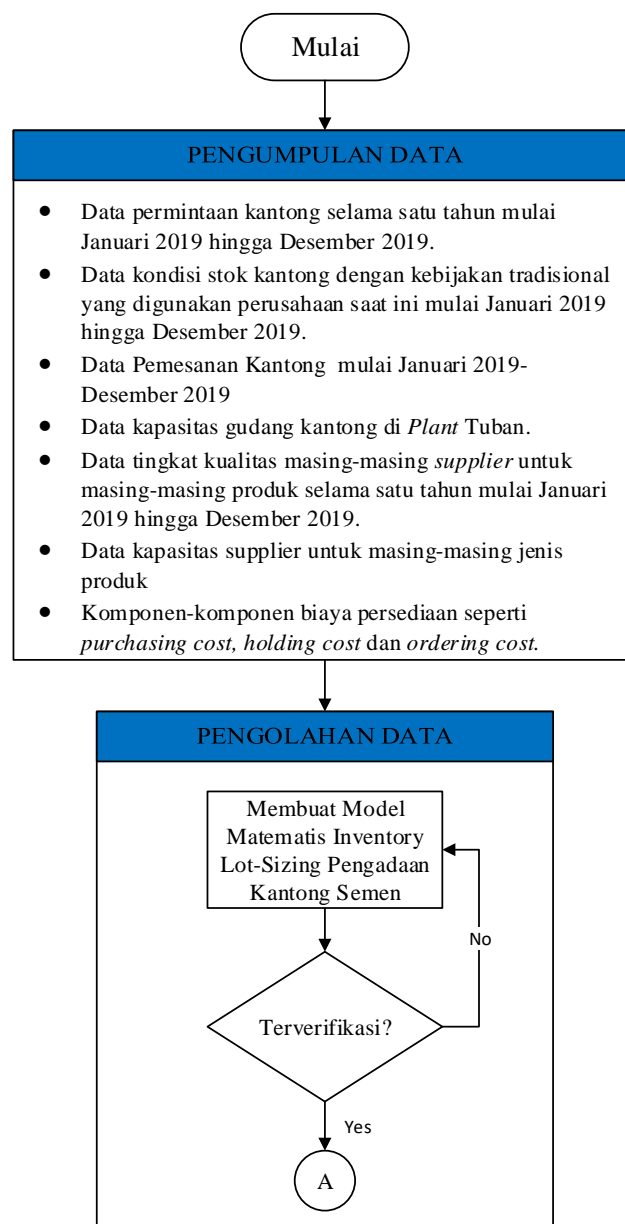 Mulai
PENGUMPULAN DATA
● Data permintaan kantong selama satu tahun mulai
Januari 2019 hingga Desember 2019.
● Data kondisi stok kantong dengan kebijakan tradisional
yang digunakan perusahaan saat ini mulai Januari 2019
hingga Desember 2019.
● Data Pemesanan Kantong mulai Januari 2019-
Desember 2019
● Data kapasitas gudang kantong di Plant Tuban.
● Data tingkat kualitas masing-masing supplier untuk
masing-masing produk selama satu tahun mulai Januari
2019 hingga Desember 2019.
● Data kapasitas supplier untuk masing-masing jenis
produk
● Komponen-komponen biaya persediaan seperti
purchasing cost, holding cost dan ordering cost.
PENGOLAHAN DATA
Membuat Model
Matematis Inventory
Lot-Sizing Pengadaan
Kantong Semen
No
Terverifikasi?
Yes
A